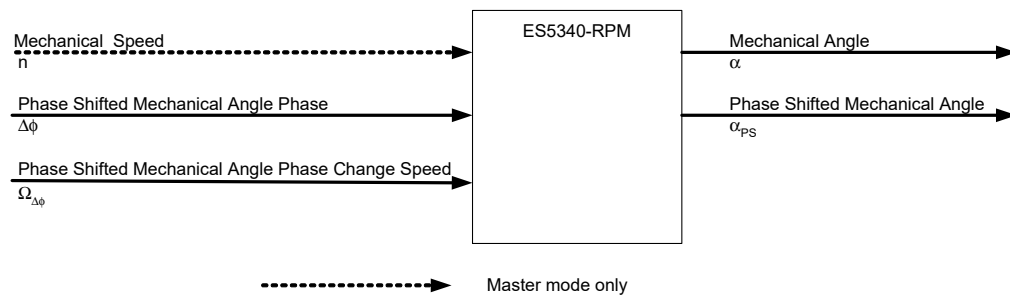 ES5340-RPM
Mechanical Speed
n
Phase Shifted Mechanical Angle Phase
Δϕ
Phase Shifted Mechanical Angle Phase Change Speed
ΩΔϕ
Mechanical Angle
α
Phase Shifted Mechanical Angle
αPS
Master mode only